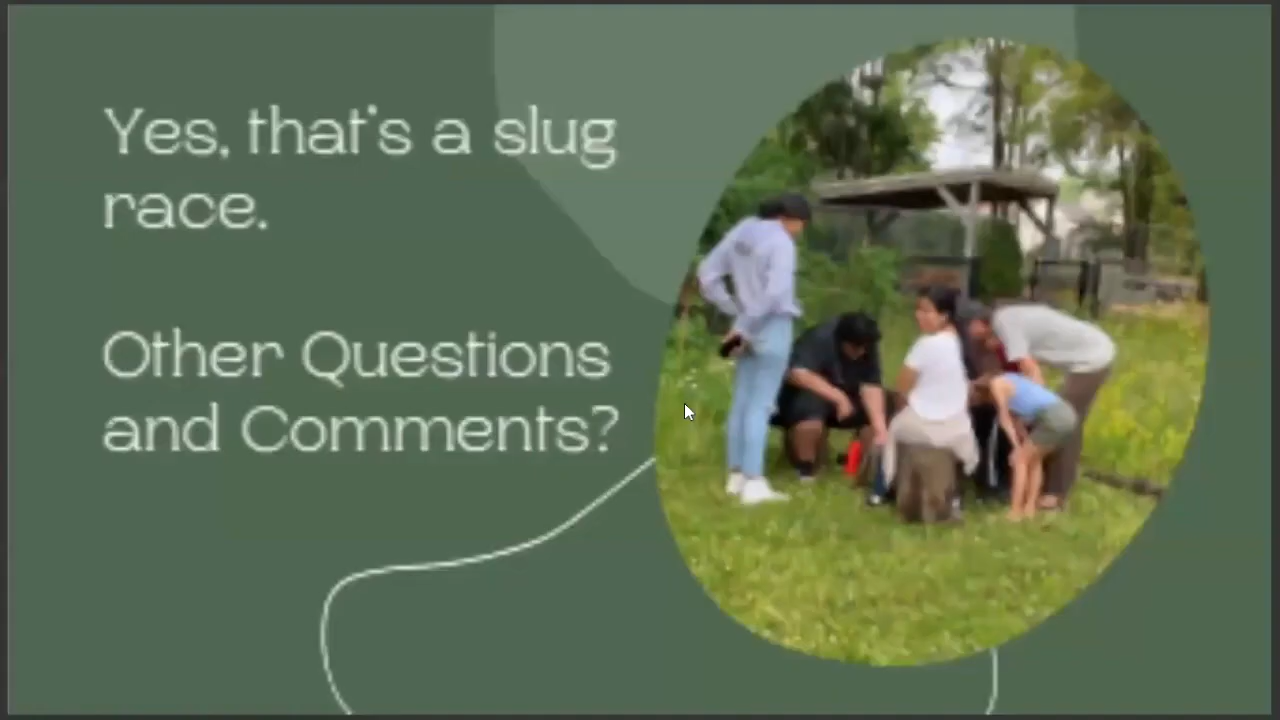 Yes, that's a slug
race.
Other Questions
and Comments?